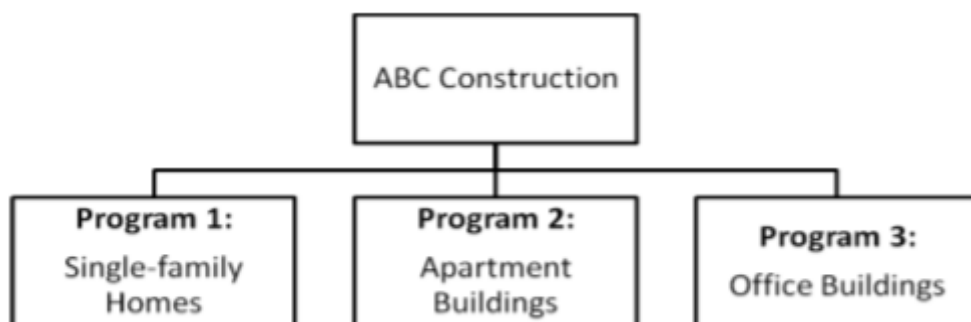 ABC Construction
Program 1:
Single-family
Homes
Program 2:
Apartment
Buildings
Program 3:
Office Buildings